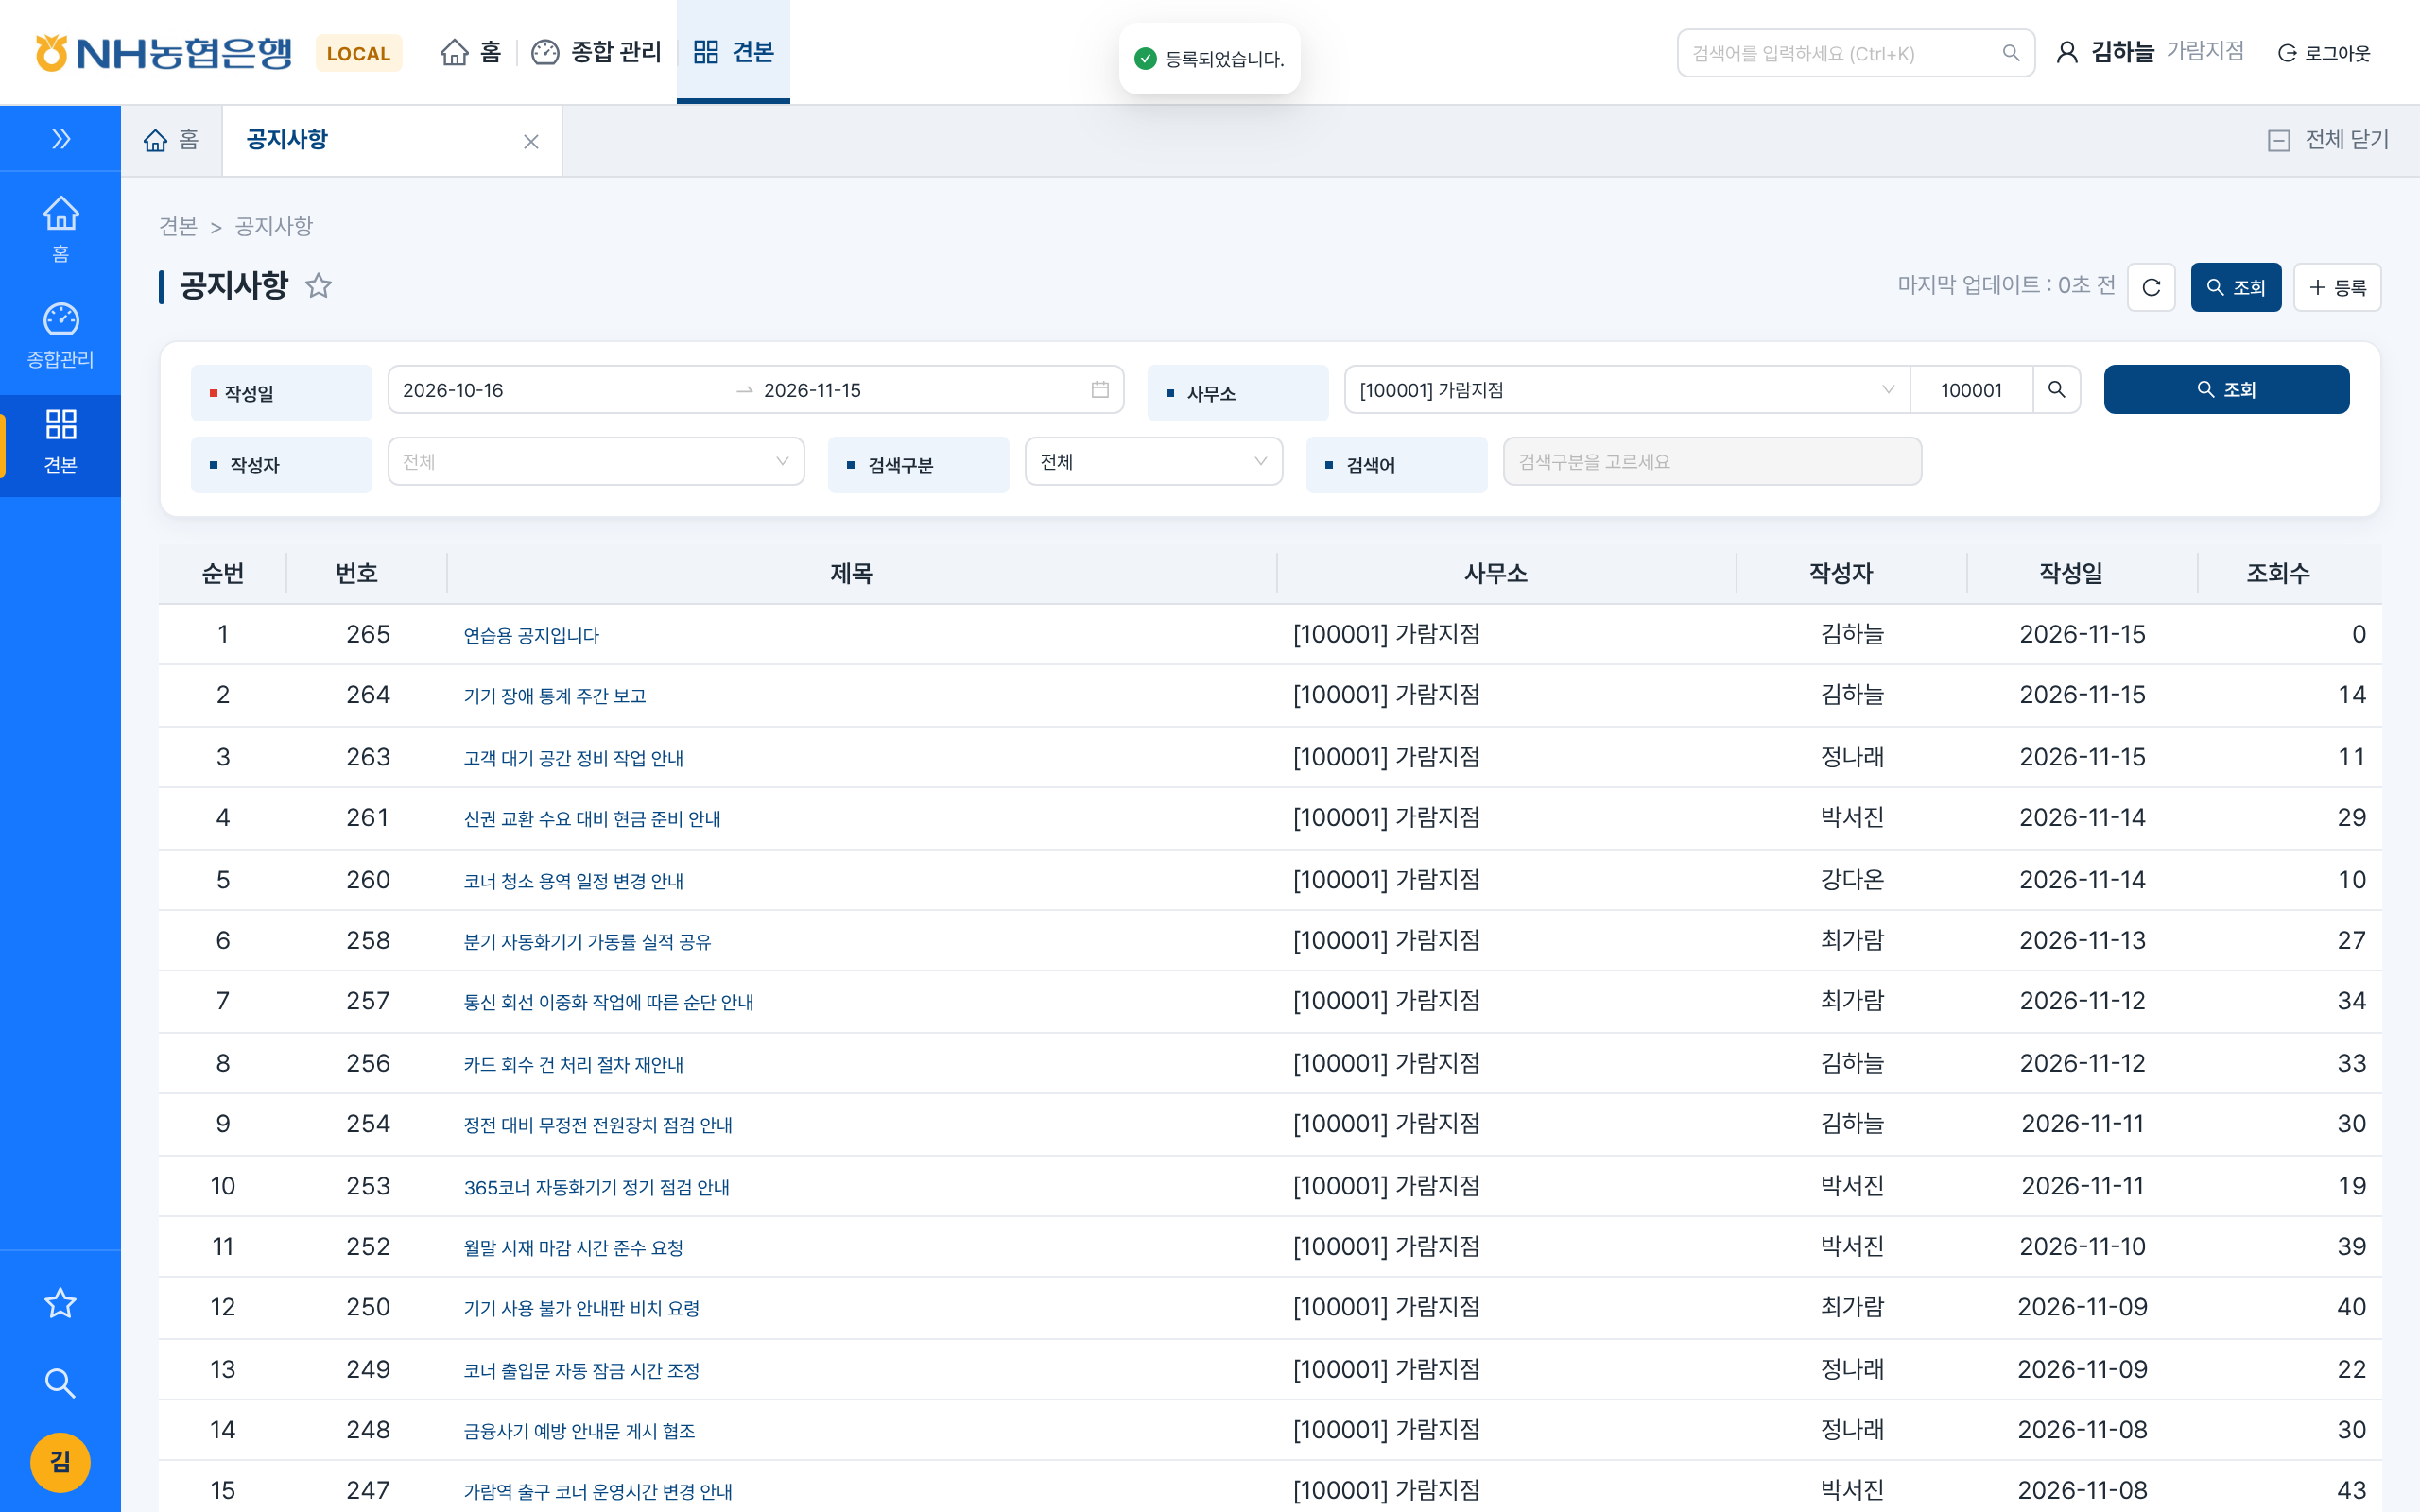 NH농협은행 LOCAL 홈 종합 관리 견본 등록되었습니다. 검색어를 입력하세요 (Ctrl+K) 김하늘 가람지점 로그아웃
홈 공지사항 전체 닫기
홈
종합관리
견본
김
견본 > 공지사항
공지사항 마지막 업데이트 : 0초 전 조회 등록
작성일 2026-10-16 2026-11-15 사무소 [100001] 가람지점 100001 조회
작성자 전체 검색구분 전체 검색어 검색구분을 고르세요
순번 번호 제목 사무소 작성자 작성일 조회수
1 265 연습용 공지입니다 [100001] 가람지점 김하늘 2026-11-15 0
2 264 기기 장애 통계 주간 보고 [100001] 가람지점 김하늘 2026-11-15 14
3 263 고객 대기 공간 정비 작업 안내 [100001] 가람지점 정나래 2026-11-15 11
4 261 신권 교환 수요 대비 현금 준비 안내 [100001] 가람지점 박서진 2026-11-14 29
5 260 코너 청소 용역 일정 변경 안내 [100001] 가람지점 강다온 2026-11-14 10
6 258 분기 자동화기기 가동률 실적 공유 [100001] 가람지점 최가람 2026-11-13 27
7 257 통신 회선 이중화 작업에 따른 순단 안내 [100001] 가람지점 최가람 2026-11-12 34
8 256 카드 회수 건 처리 절차 재안내 [100001] 가람지점 김하늘 2026-11-12 33
9 254 정전 대비 무정전 전원장치 점검 안내 [100001] 가람지점 김하늘 2026-11-11 30
10 253 365코너 자동화기기 정기 점검 안내 [100001] 가람지점 박서진 2026-11-11 19
11 252 월말 시재 마감 시간 준수 요청 [100001] 가람지점 박서진 2026-11-10 39
12 250 기기 사용 불가 안내판 비치 요령 [100001] 가람지점 최가람 2026-11-09 40
13 249 코너 출입문 자동 잠금 시간 조정 [100001] 가람지점 정나래 2026-11-09 22
14 248 금융사기 예방 안내문 게시 협조 [100001] 가람지점 정나래 2026-11-08 30
15 247 가람역 출구 코너 운영시간 변경 안내 [100001] 가람지점 박서진 2026-11-08 43